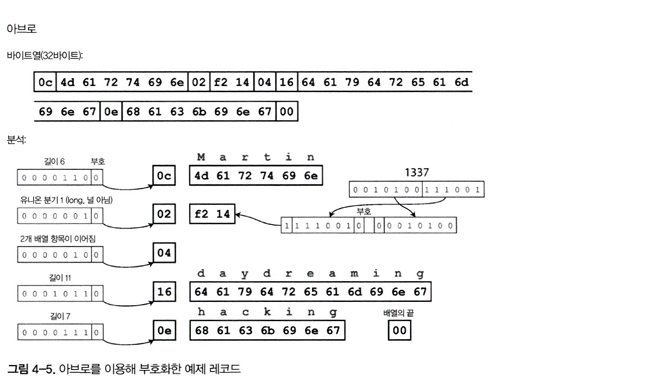 아브로
바이트열(32바이트):
0c 4d 61 72 74 69 6e 02 f2 14 04 16 64 61 79 64 72 65 61 6d
69 6e 67 0e 68 61 63 6b 69 6e 67 00
분석:
길이 6 부호
0 0 0 0 1 1 0 0
0c
M a r t i n
4d 61 72 74 69 6e
1337
0 0 1 0 1 0 0 1 1 1 0 0 1
유니온 분기 1 (long, 널 아님)
0 0 0 0 0 0 1 0
02
f2 14
부호
1 1 1 1 0 0 1 0 0 0 0 1 0 1 0 0
2개 배열 항목이 이어짐
0 0 0 0 0 1 0 0
04
길이 11
0 0 0 1 0 1 1 0
16
d a y d r e a m i n g
64 61 79 64 72 65 61 6d 69 6e 67
길이 7
0 0 0 0 1 1 1 0
0e
h a c k i n g
68 61 63 6b 69 6e 67
배열의 끝
00
그림 4-5. 아브로를 이용해 부호화한 예제 레코드